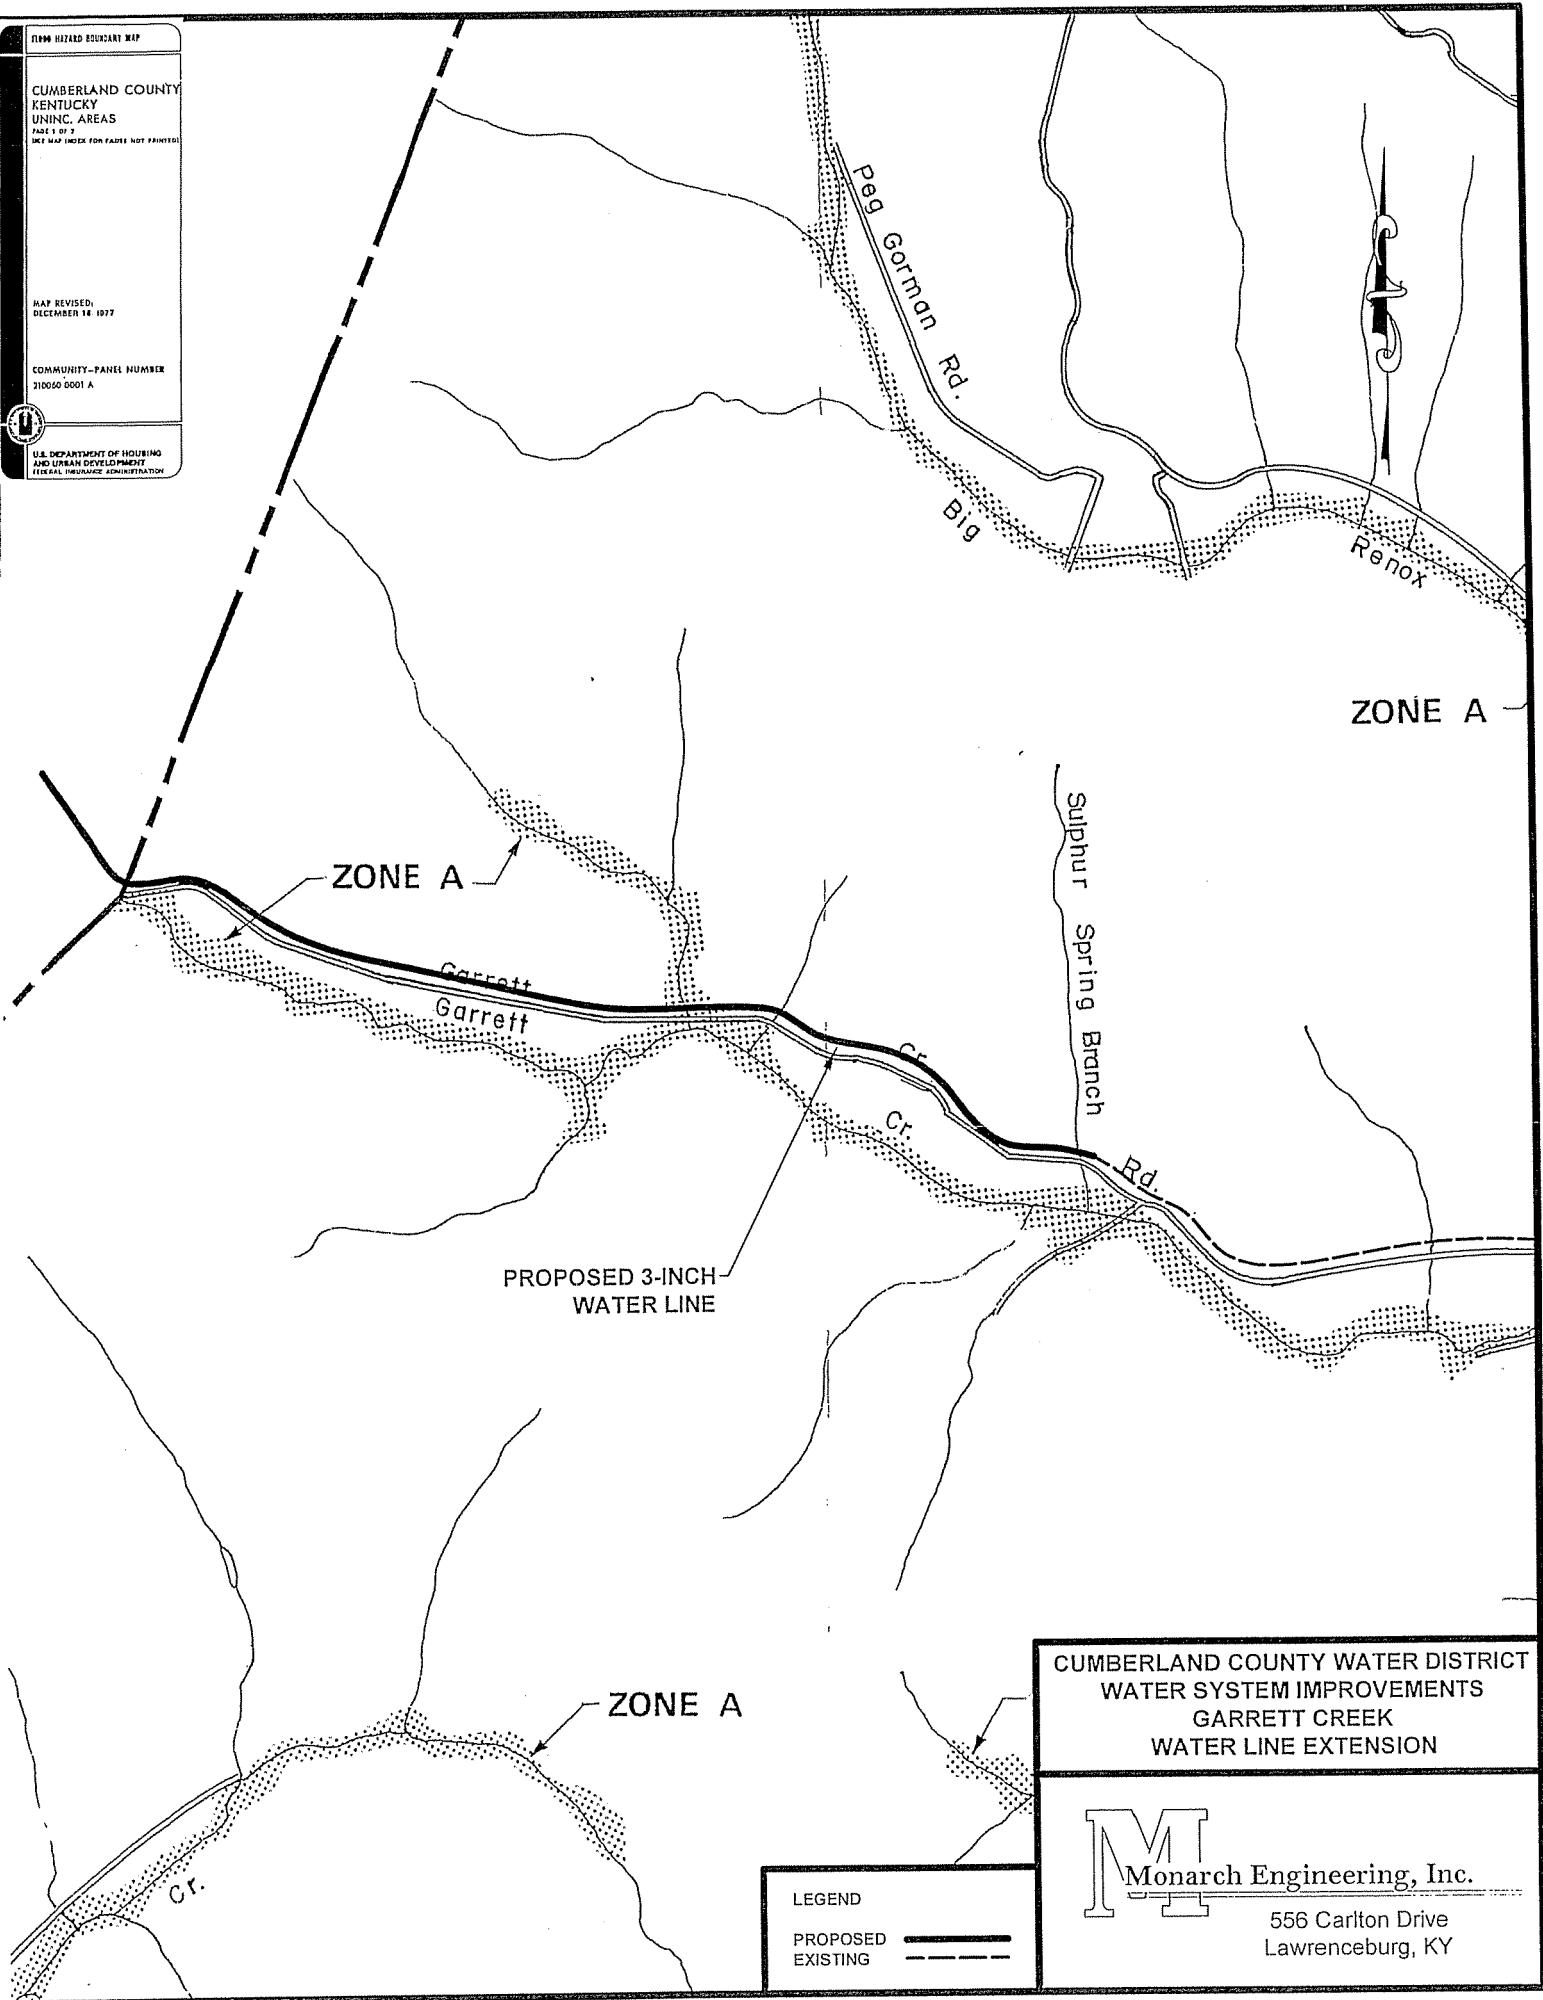 FLOOD HAZARD BOUNDARY MAP
CUMBERLAND COUNTY
KENTUCKY
UNINC. AREAS
MAP REVISED:
DECEMBER 16, 1977
COMMUNITY-PANEL NUMBER
210060 0001 A
U.S. DEPARTMENT OF HOUSING
AND URBAN DEVELOPMENT
FEDERAL INSURANCE ADMINISTRATION
Peg Gorman Rd.
Big Renox
ZONE A
Sulphur Spring Branch
ZONE A
Garrett Cr. Rd.
Garrett Cr.
PROPOSED 3-INCH
WATER LINE
ZONE A
Cr.
CUMBERLAND COUNTY WATER DISTRICT
WATER SYSTEM IMPROVEMENTS
GARRETT CREEK
WATER LINE EXTENSION
M
Monarch Engineering, Inc.
556 Carlton Drive
Lawrenceburg, KY
LEGEND
PROPOSED
EXISTING